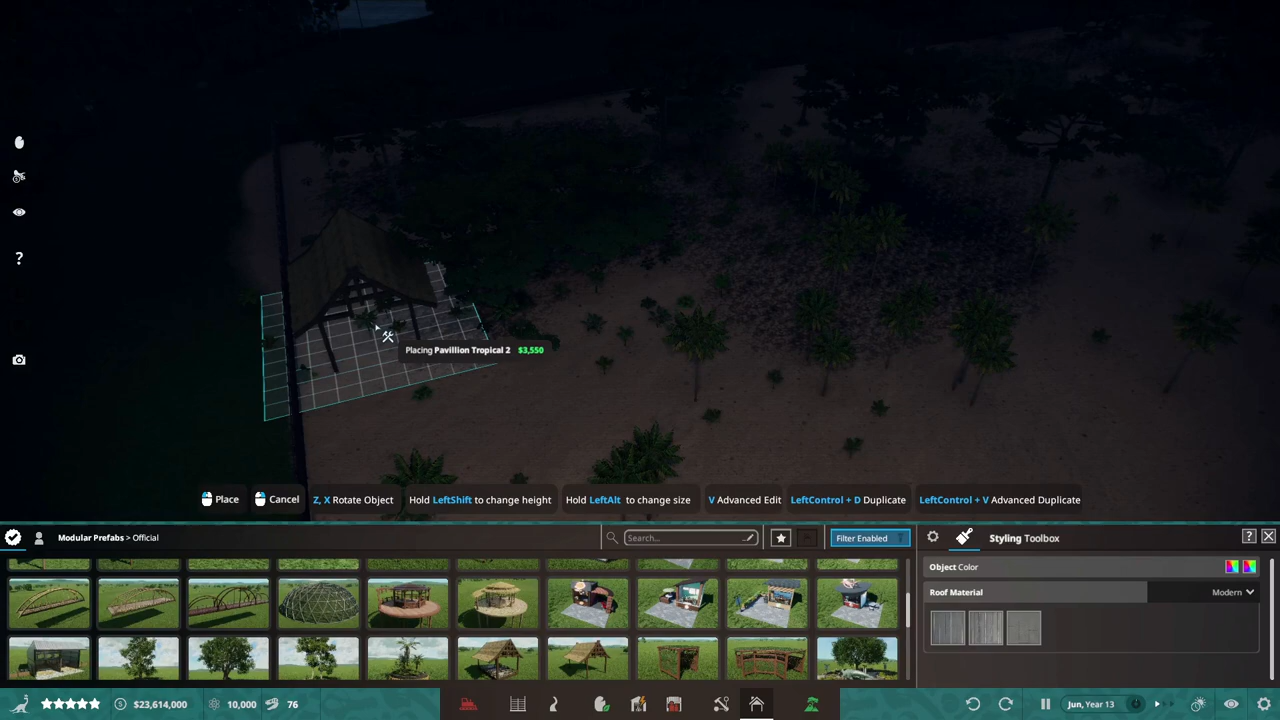 ?
Placing Pavillion Tropical 2 $3,550
Place
Cancel
Z, X Rotate Object
Hold LeftShift to change height
Hold LeftAlt to change size
V Advanced Edit
LeftControl + D Duplicate
LeftControl + V Advanced Duplicate
Modular Prefabs > Official
Search...
Filter Enabled
Styling Toolbox
?
Object Color
Roof Material
Modern
$23,614,000
10,000
76
Jun, Year 13